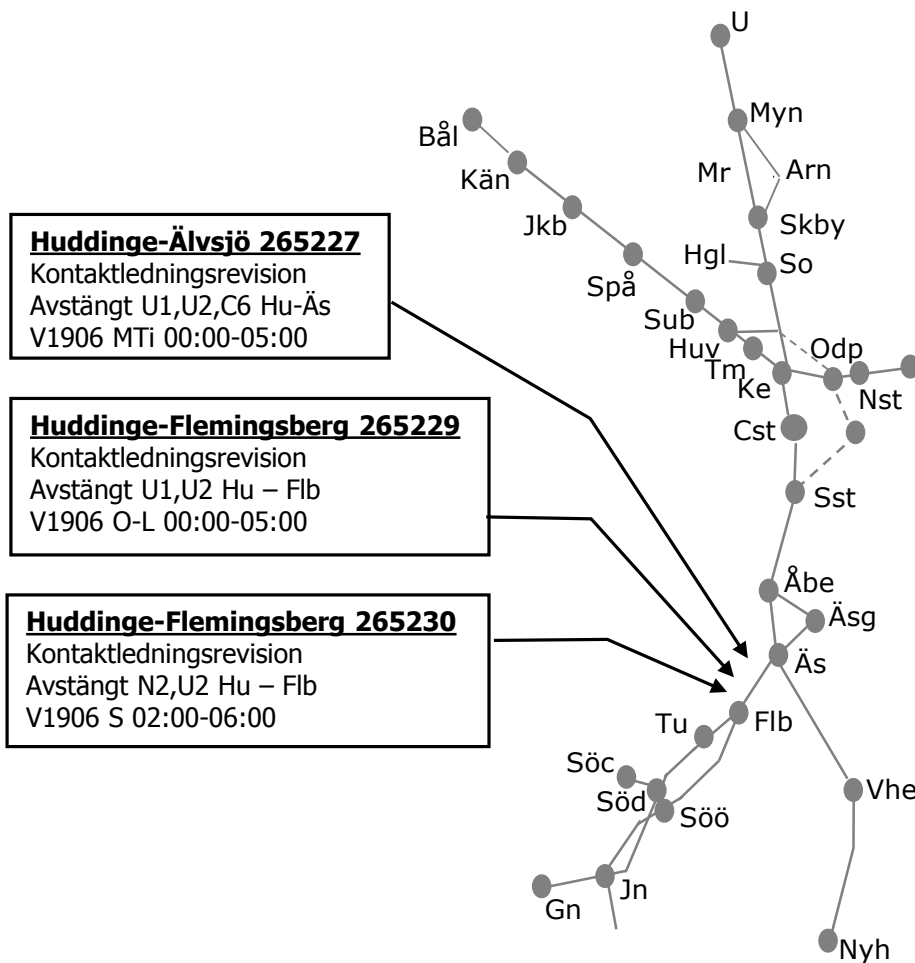 U
Myn
Bål
Mr
Arn
Kän
Jkb
Skby
Hgl
So
Spå
Sub
Huv
Odp
Tm
Ke
Nst
Cst
Sst
Huddinge-Älvsjö 265227
Kontaktledningsrevision
Avstängt U1,U2,C6 Hu-Äs
V1906 MTi 00:00-05:00
Huddinge-Flemingsberg 265229
Kontaktledningsrevision
Avstängt U1,U2 Hu – Flb
V1906 O-L 00:00-05:00
Huddinge-Flemingsberg 265230
Kontaktledningsrevision
Avstängt N2,U2 Hu – Flb
V1906 S 02:00-06:00
Åbe
Äsg
Äs
Flb
Tu
Söc
Söd
Söö
Vhe
Jn
Gn
Nyh